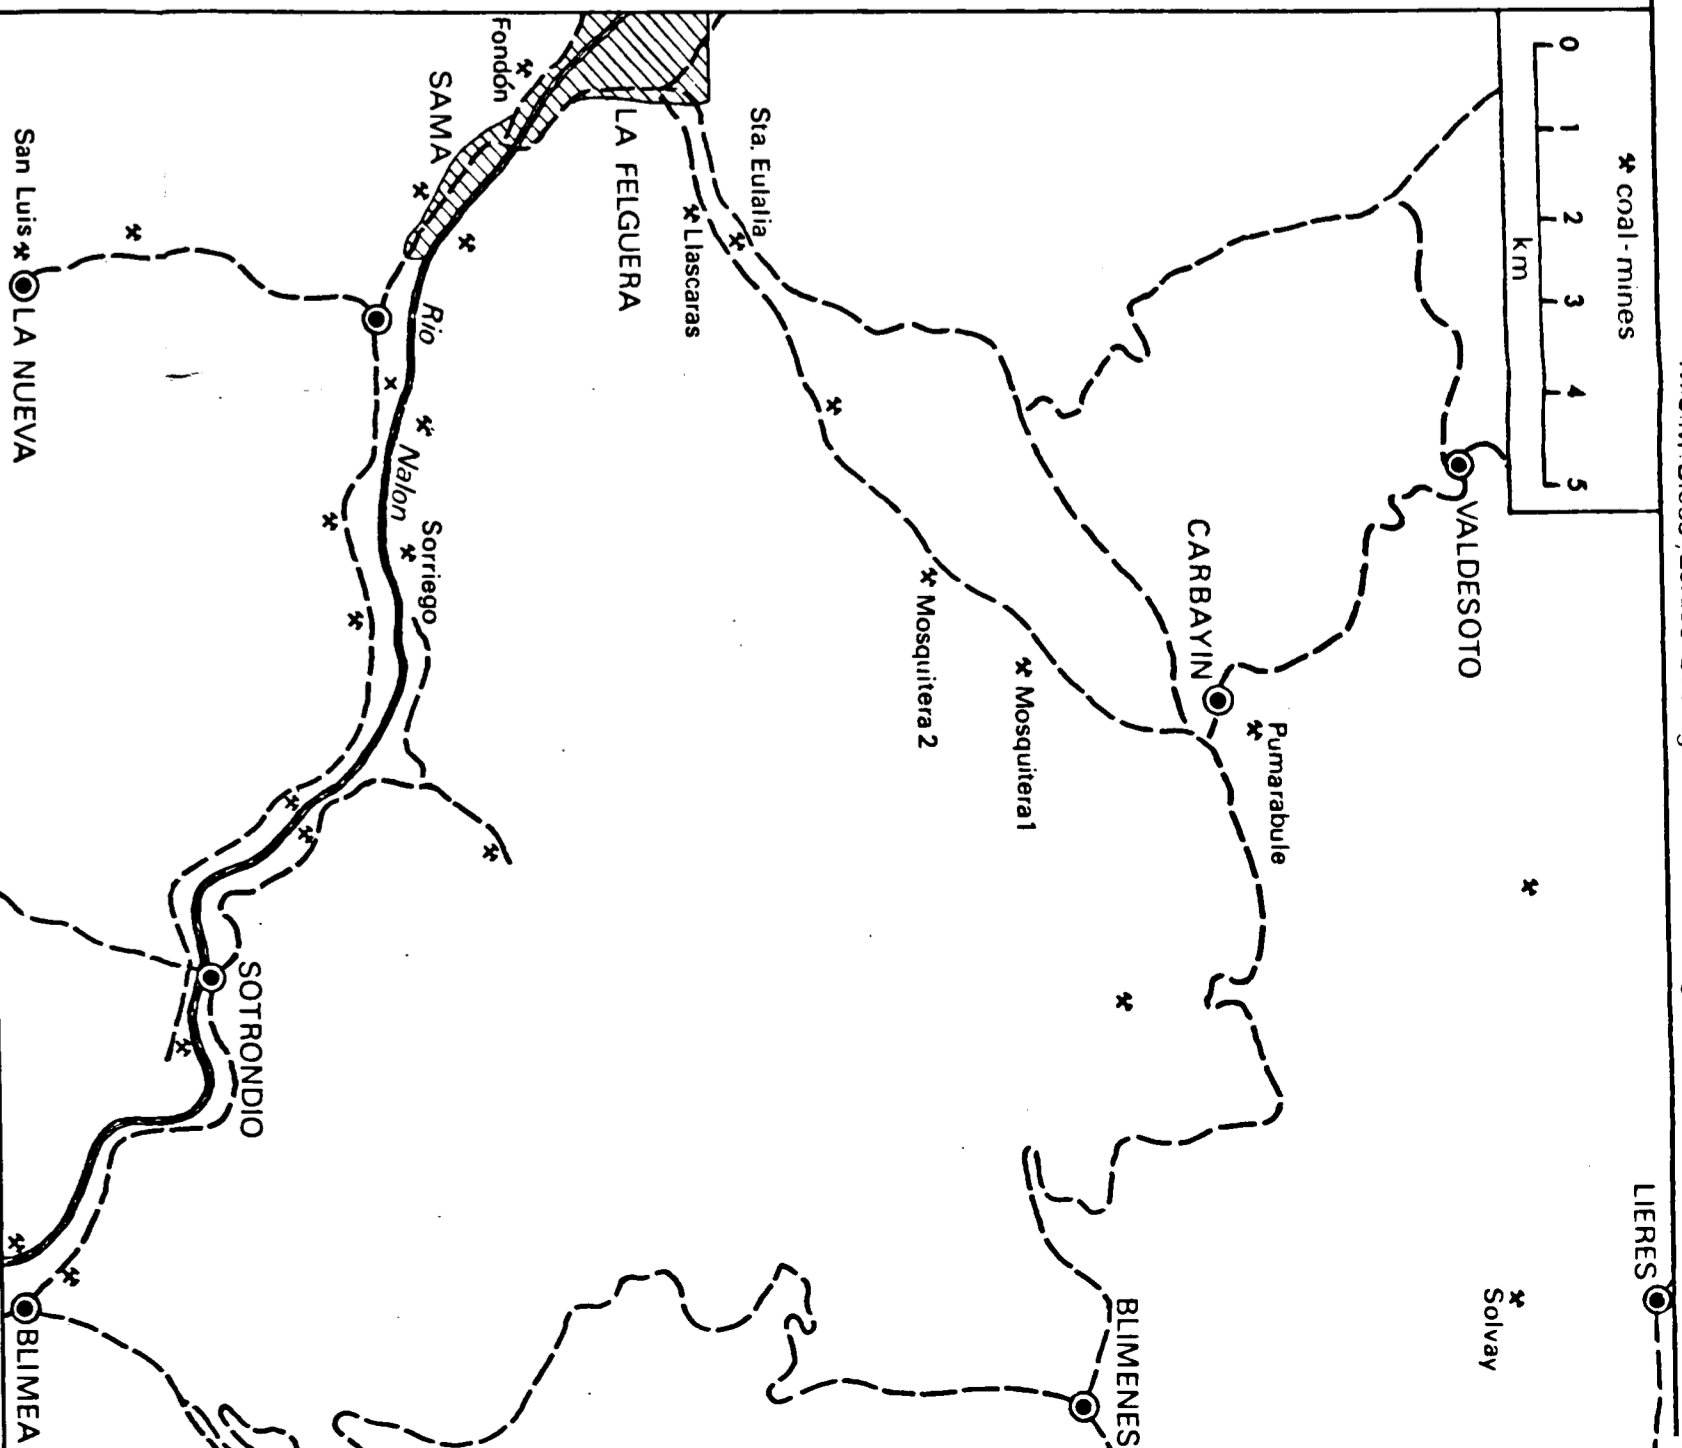 ⚒ coal-mines
0 1 2 3 4 5
km
LIERES
Solvay
VALDESOTO
Pumarabule
CARBAYIN
BLIMENES
Mosquitera 1
Mosquitera 2
Sta. Eulalia
Llascaras
LA FELGUERA
Fondón
SAMA
Rio Nalon
Sorriego
SOTRONDIO
San Luis
LA NUEVA
BLIMEA